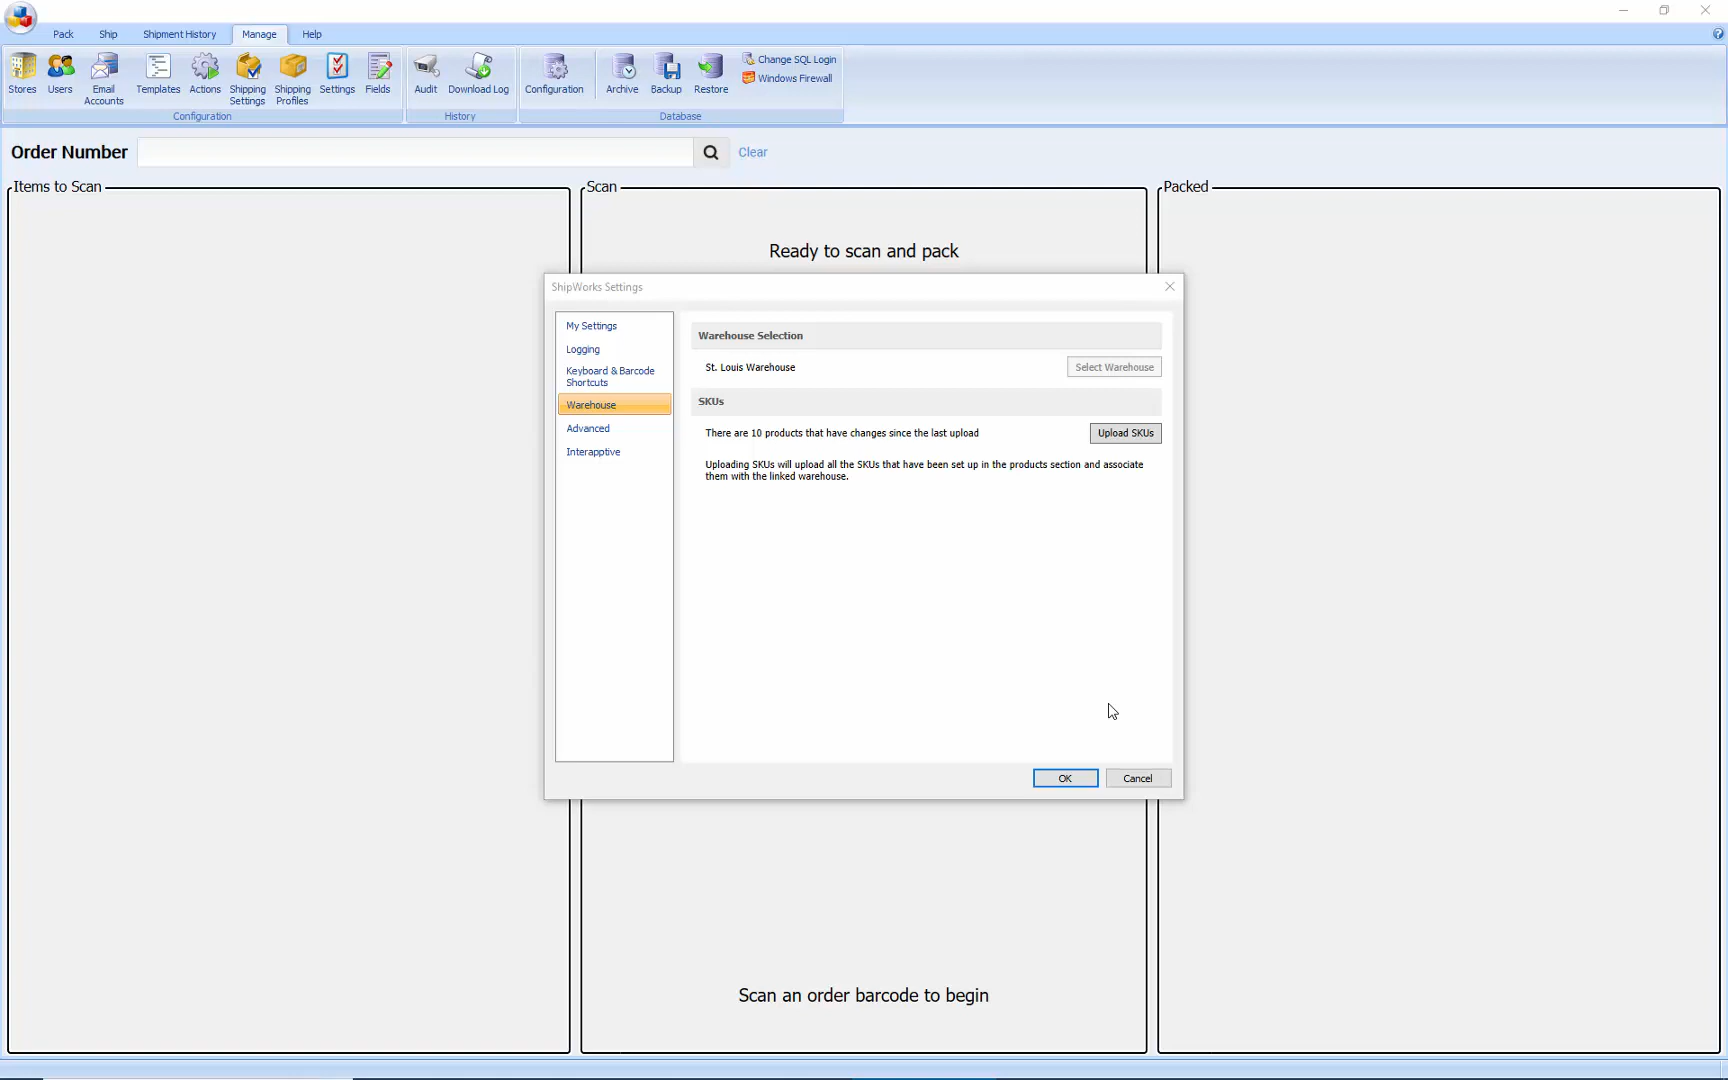 Pack Ship Shipment History Manage Help
Stores Users Email Accounts Templates Actions Shipping Settings Shipping Profiles Settings Fields Audit Download Log Configuration Archive Backup Restore Change SQL Login
Windows Firewall
Configuration History Database
Order Number Clear
Items to Scan Scan Packed
Ready to scan and pack
ShipWorks Settings
My Settings
Logging
Keyboard & Barcode
Shortcuts
Warehouse
Advanced
Interapptive
Warehouse Selection
St. Louis Warehouse Select Warehouse
SKUs
There are 10 products that have changes since the last upload Upload SKUs
Uploading SKUs will upload all the SKUs that have been set up in the products section and associate
them with the linked warehouse.
OK Cancel
Scan an order barcode to begin